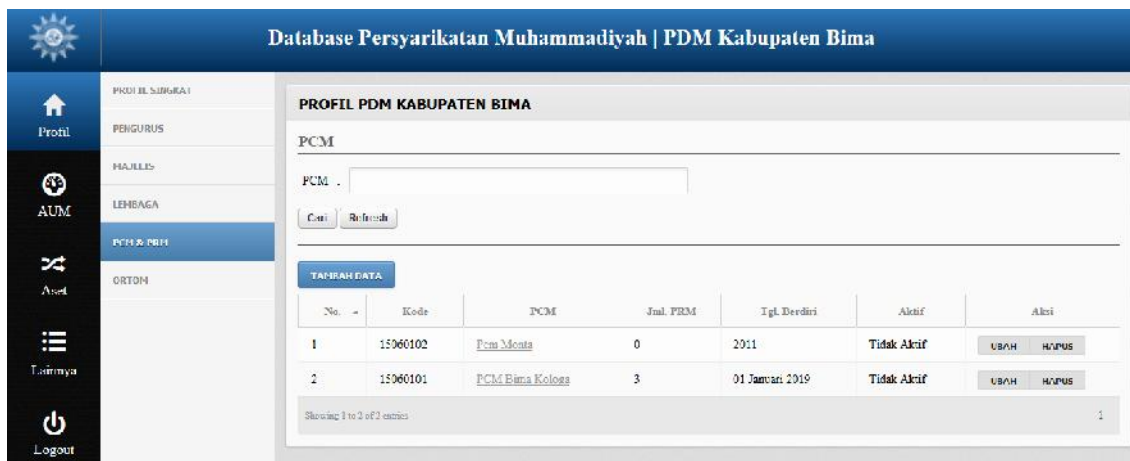 Database Persyarikatan Muhammadiyah | PDM Kabupaten Bima
Profil
AUM
Aset
Lainnya
Logout
PROFIL SINGKAT
PENGURUS
MAJELIS
LEMBAGA
PCM & PRM
ORTOM
PROFIL PDM KABUPATEN BIMA
PCM
PCM :
Cari Refresh
TAMBAH DATA
No. Kode PCM Jml. PRM Tgl. Berdiri Aktif Aksi
1 15060102 Pcm Monta 0 2011 Tidak Aktif UBAH HAPUS
2 15060101 PCM Bima Kologa 3 01 Januari 2019 Tidak Aktif UBAH HAPUS
Showing 1 to 2 of 2 entries 1